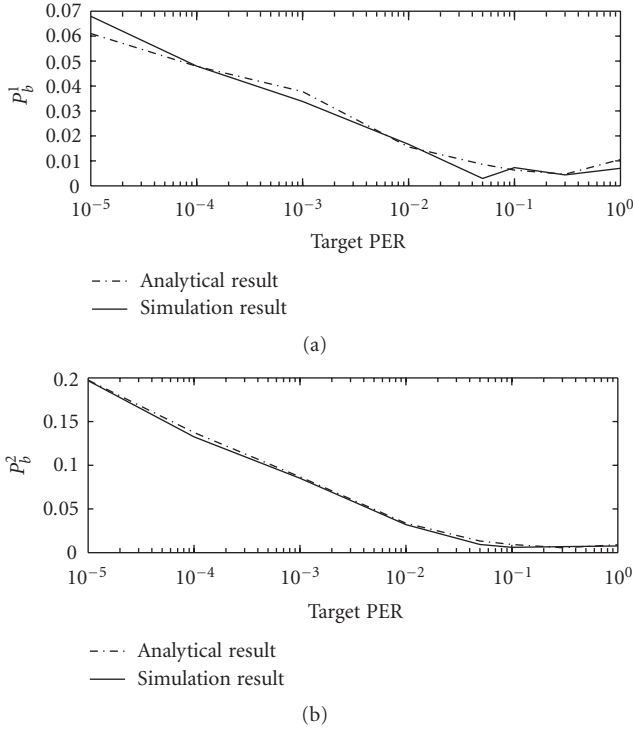 0.07
0.06
0.05
0.04
0.03
0.02
0.01
0
P_b^1
10^−5 10^−4 10^−3 10^−2 10^−1 10^0
Target PER
Analytical result
Simulation result
(a)
0.2
0.15
0.1
0.05
0
P_b^2
10^−5 10^−4 10^−3 10^−2 10^−1 10^0
Target PER
Analytical result
Simulation result
(b)